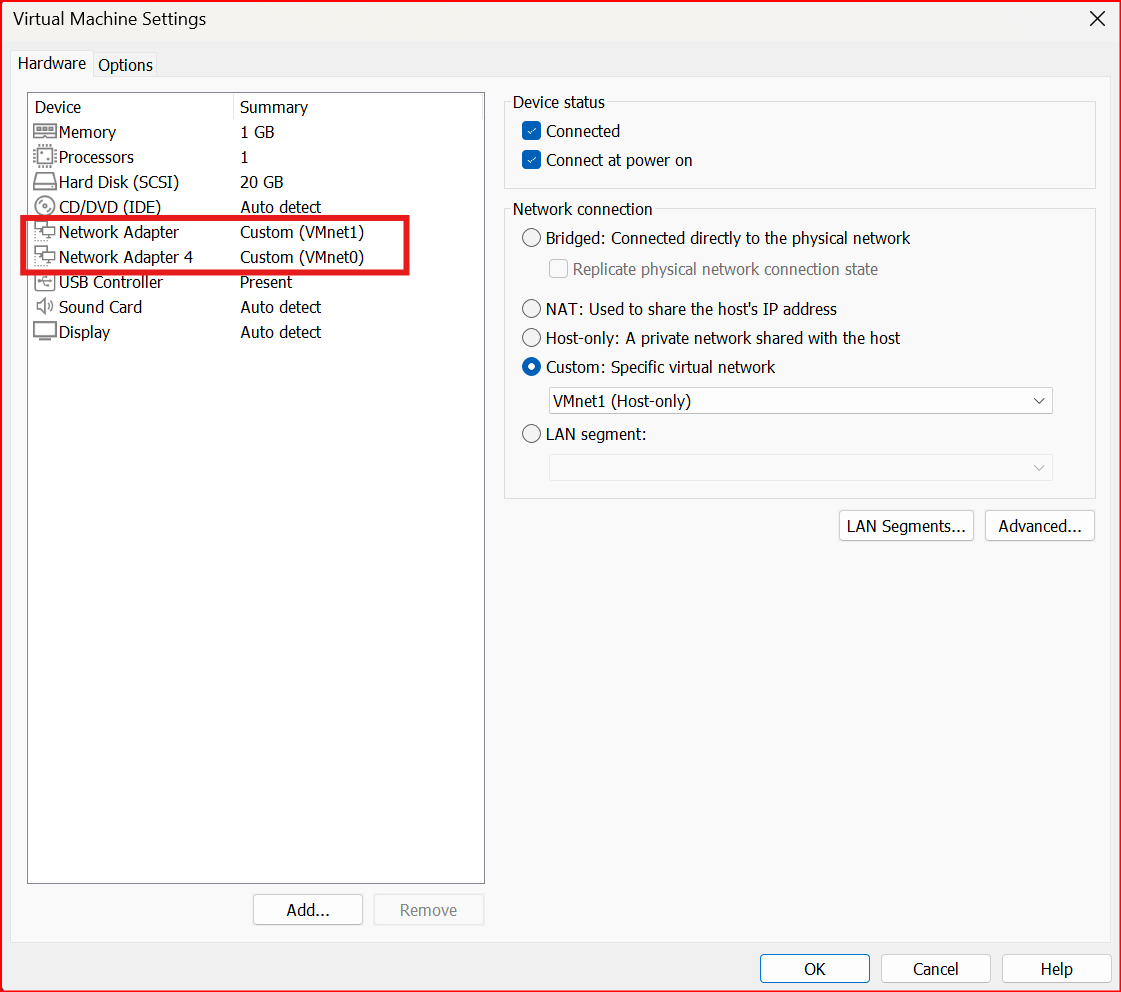 Virtual Machine Settings
Hardware Options
Device Summary
Memory 1 GB
Processors 1
Hard Disk (SCSI) 20 GB
CD/DVD (IDE) Auto detect
Network Adapter Custom (VMnet1)
Network Adapter 4 Custom (VMnet0)
USB Controller Present
Sound Card Auto detect
Display Auto detect
Add... Remove
Device status
Connected
Connect at power on
Network connection
Bridged: Connected directly to the physical network
Replicate physical network connection state
NAT: Used to share the host's IP address
Host-only: A private network shared with the host
Custom: Specific virtual network
VMnet1 (Host-only)
LAN segment:
LAN Segments... Advanced...
OK Cancel Help